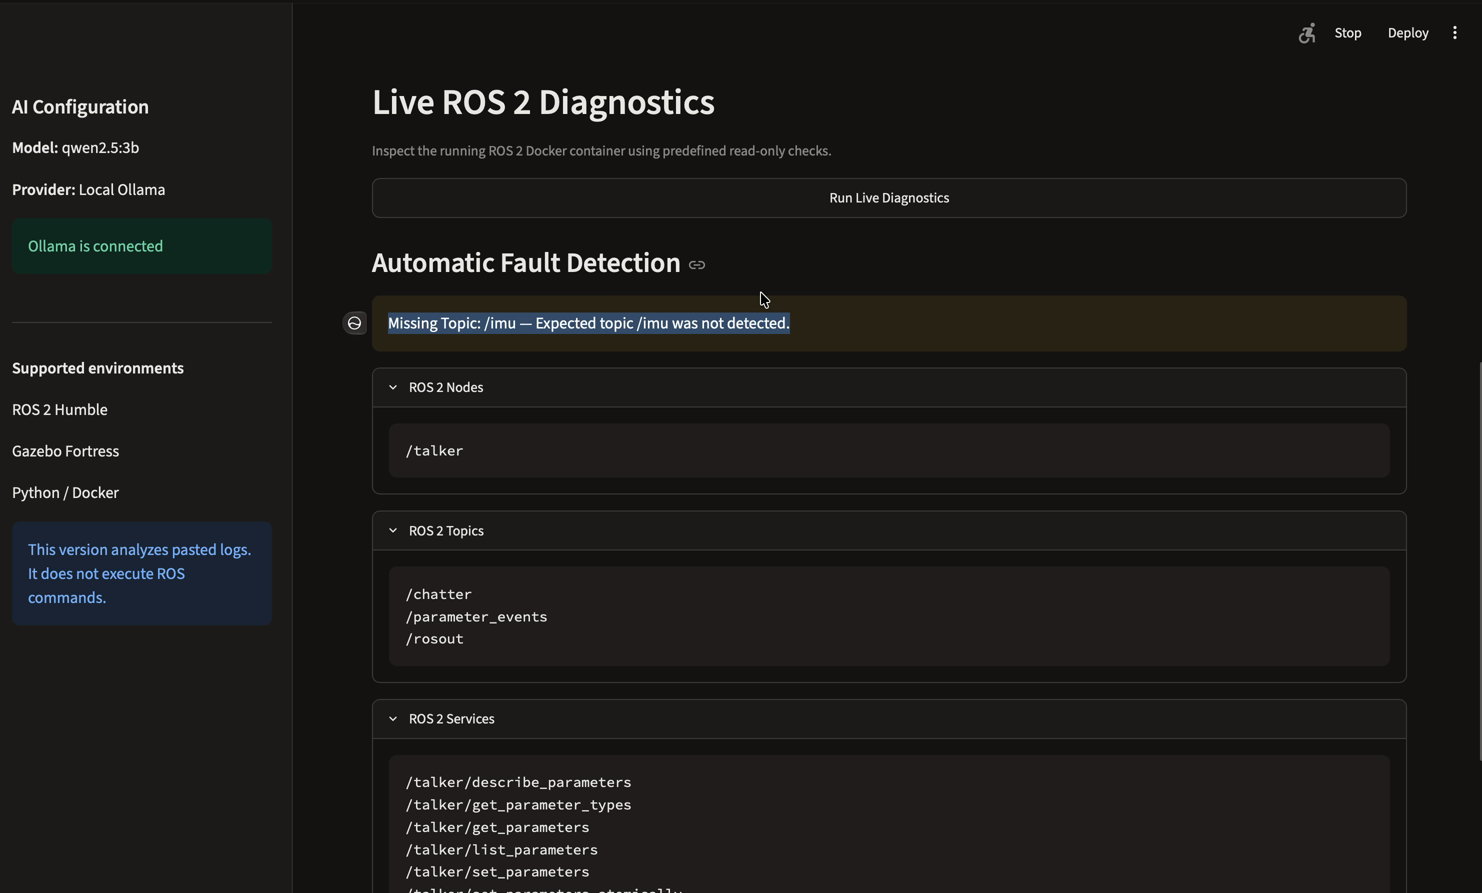 Stop
Deploy
AI Configuration
Model: qwen2.5:3b
Provider: Local Ollama
Ollama is connected
Supported environments
ROS 2 Humble
Gazebo Fortress
Python / Docker
This version analyzes pasted logs.
It does not execute ROS
commands.
Live ROS 2 Diagnostics
Inspect the running ROS 2 Docker container using predefined read-only checks.
Run Live Diagnostics
Automatic Fault Detection
Missing Topic: /imu — Expected topic /imu was not detected.
ROS 2 Nodes
/talker
ROS 2 Topics
/chatter
/parameter_events
/rosout
ROS 2 Services
/talker/describe_parameters
/talker/get_parameter_types
/talker/get_parameters
/talker/list_parameters
/talker/set_parameters